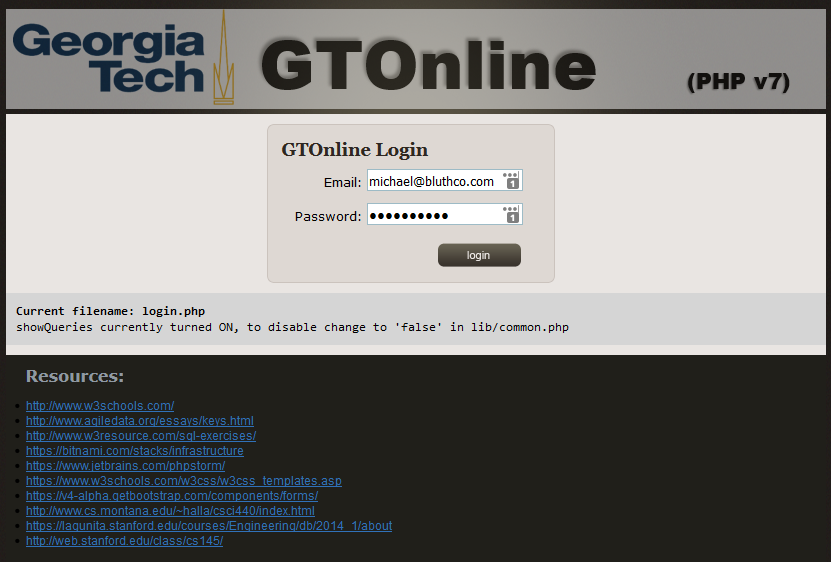 Georgia
Tech
GTOnline
(PHP v7)
GTOnline Login
Email: michael@bluthco.com 1
Password: ●●●●●●●●●● 1
login
Current filename: login.php
showQueries currently turned ON, to disable change to 'false' in lib/common.php
Resources:
http://www.w3schools.com/
http://www.agiledata.org/essays/keys.html
http://www.w3resource.com/sql-exercises/
https://bitnami.com/stacks/infrastructure
https://www.jetbrains.com/phpstorm/
https://www.w3schools.com/w3css/w3css_templates.asp
https://v4-alpha.getbootstrap.com/components/forms/
http://www.cs.montana.edu/~halla/csci440/index.html
https://lagunita.stanford.edu/courses/Engineering/db/2014_1/about
http://web.stanford.edu/class/cs145/